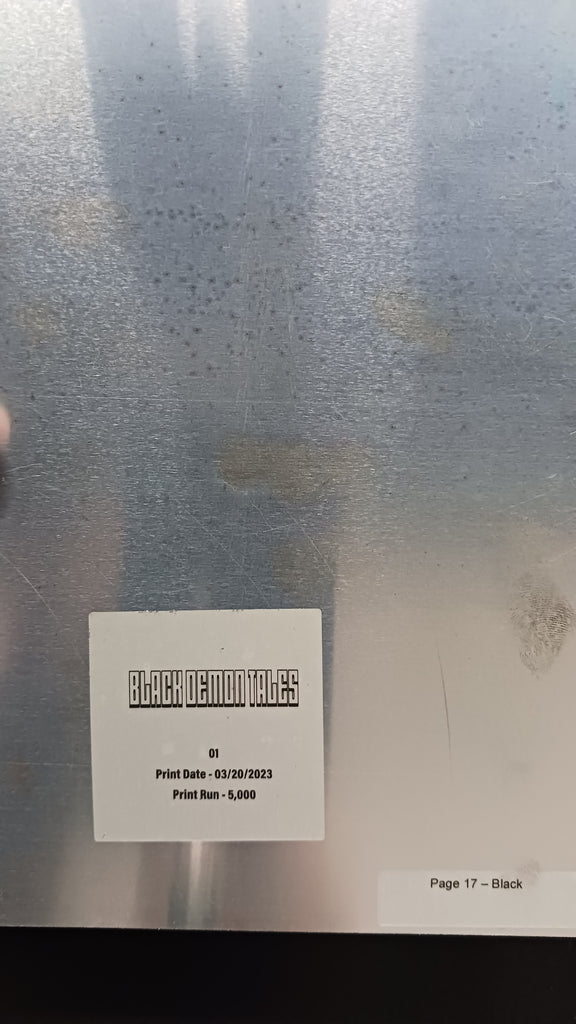 BLACK DEMON TALES
01
Print Date - 03/20/2023
Print Run - 5,000
Page 17 – Black